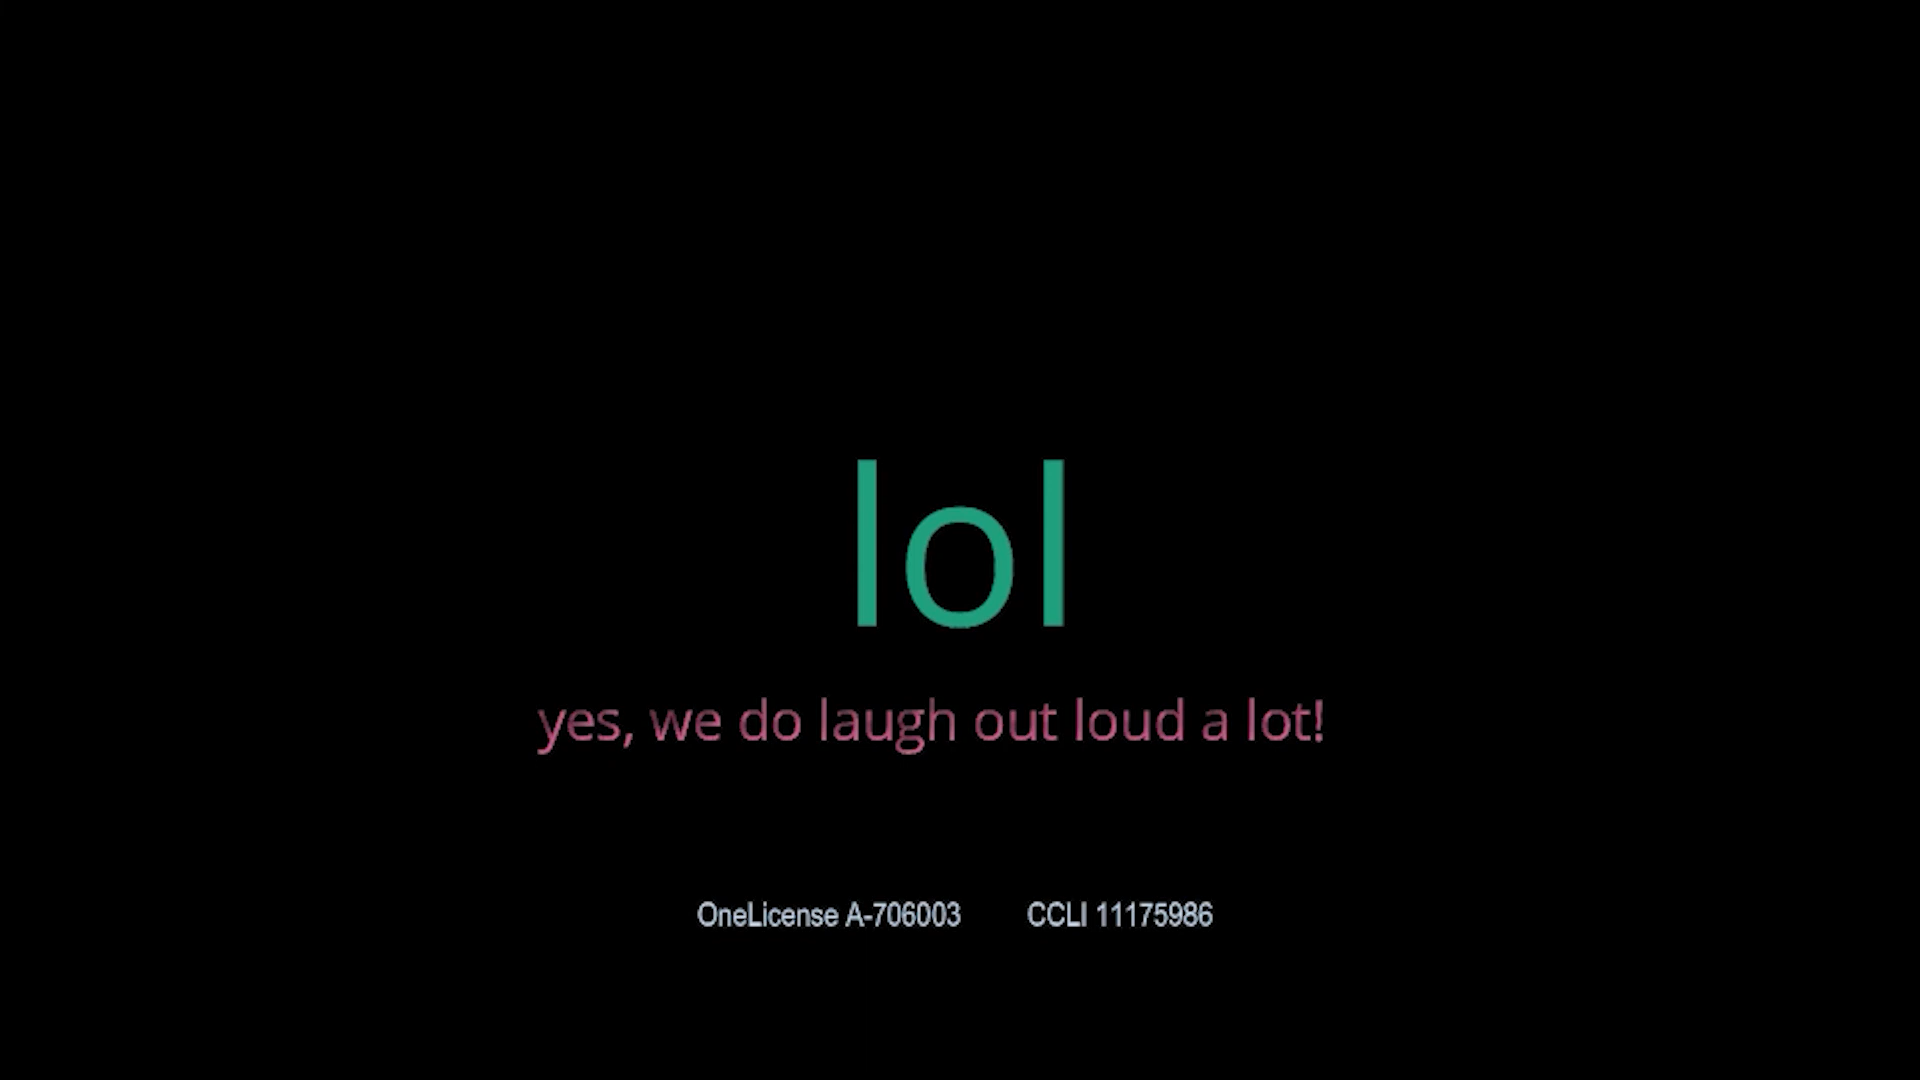 lol
yes, we do laugh out loud a lot!
OneLicense A-706003 CCLI 11175986